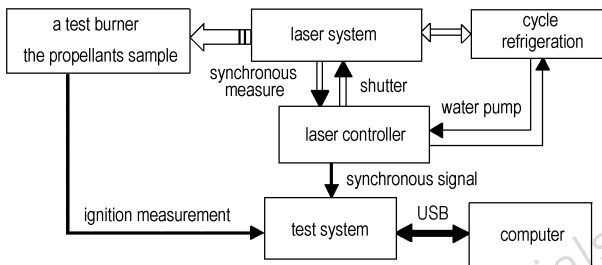 a test burner
the propellants sample
laser system
cycle
refrigeration
synchronous
measure
shutter
water pump
laser controller
synchronous signal
ignition measurement
test system
USB
computer